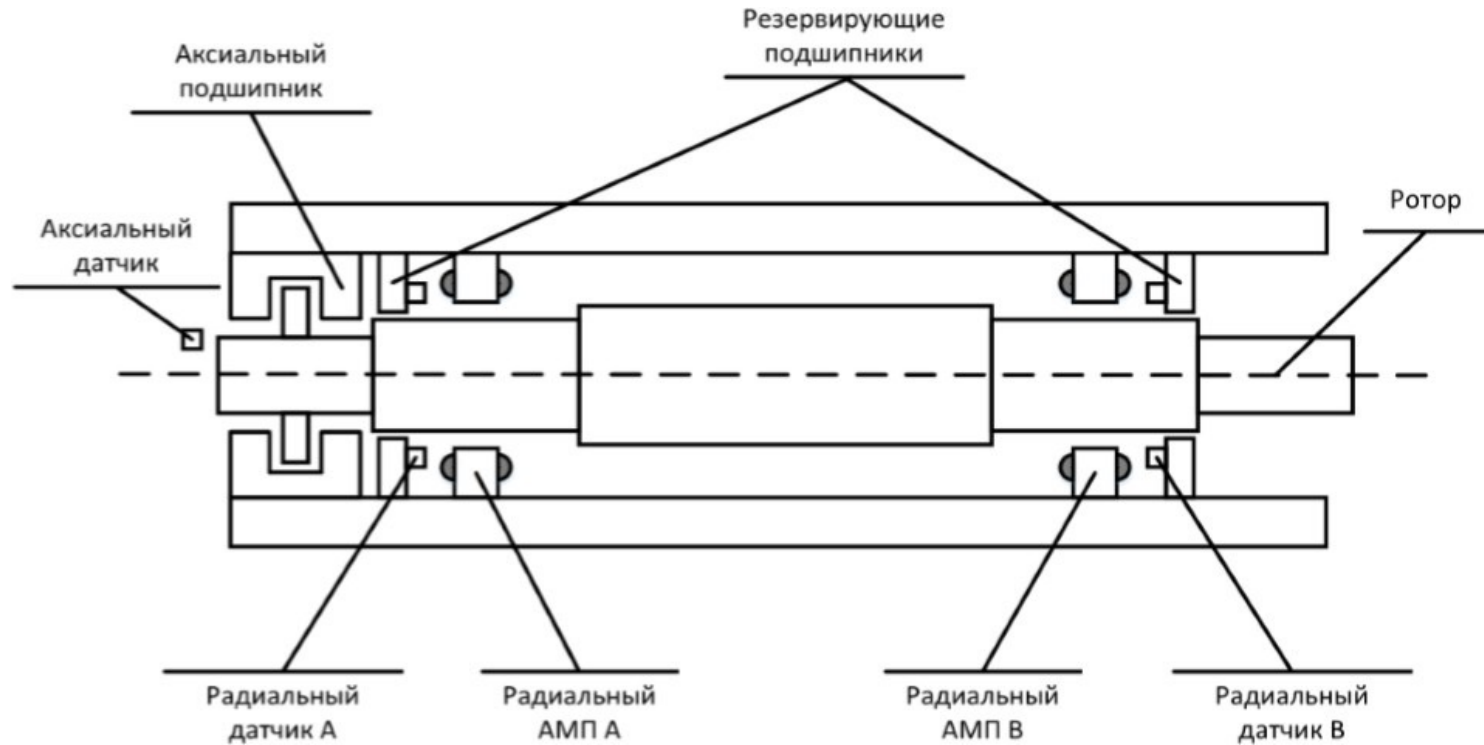 Резервирующие
подшипники
Аксиальный
подшипник
Ротор
Аксиальный
датчик
Радиальный
датчик А
Радиальный
АМП А
Радиальный
АМП В
Радиальный
датчик В